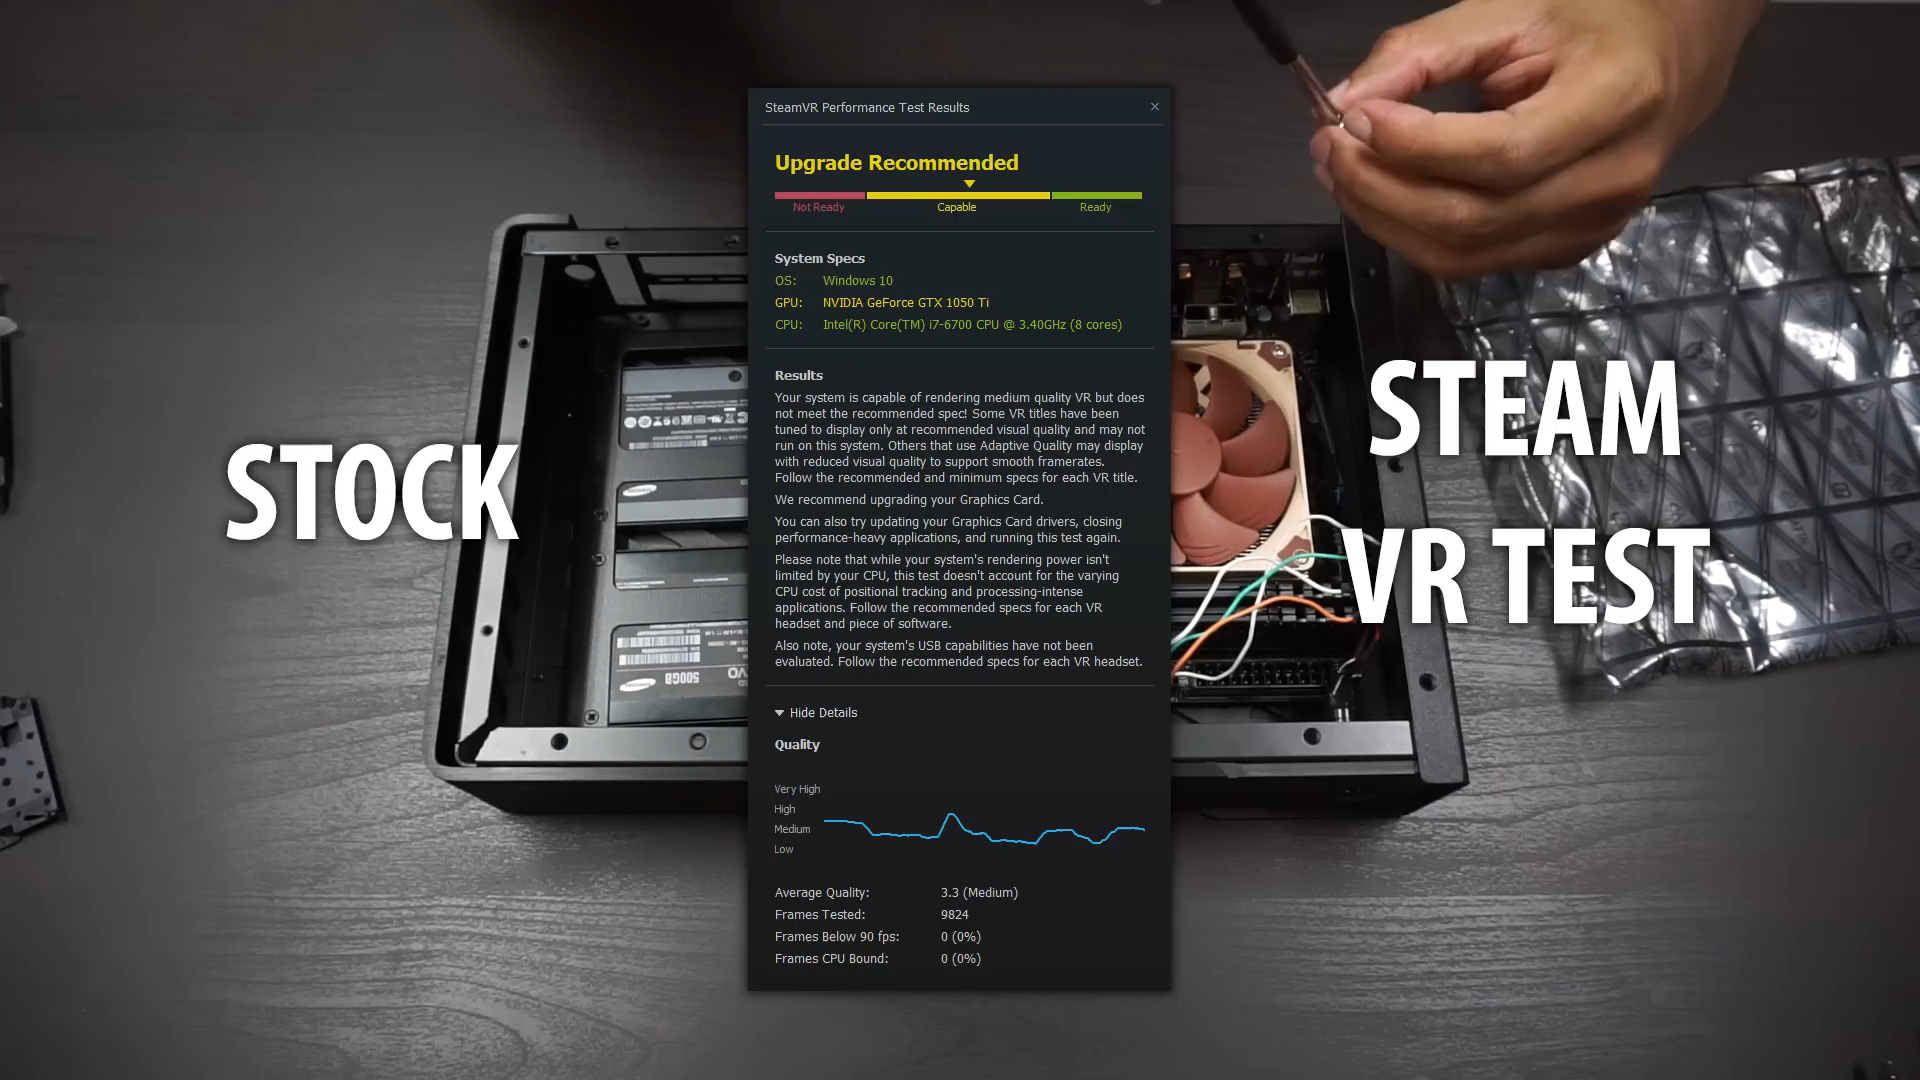 SteamVR Performance Test Results
Upgrade Recommended
Not Ready Capable Ready
System Specs
OS: Windows 10
GPU: NVIDIA GeForce GTX 1050 Ti
CPU: Intel(R) Core(TM) i7-6700 CPU @ 3.40GHz (8 cores)
Results
Your system is capable of rendering medium quality VR but does
not meet the recommended spec! Some VR titles have been
tuned to display only at recommended visual quality and may not
run on this system. Others that use Adaptive Quality may display
with reduced visual quality to support smooth framerates.
Follow the recommended and minimum specs for each VR title.
We recommend upgrading your Graphics Card.
You can also try updating your Graphics Card drivers, closing
performance-heavy applications, and running this test again.
Please note that while your system's rendering power isn't
limited by your CPU, this test doesn't account for the varying
CPU cost of positional tracking and processing-intense
applications. Follow the recommended specs for each VR
headset and piece of software.
Also note, your system's USB capabilities have not been
evaluated. Follow the recommended specs for each VR headset.
Hide Details
Quality
Very High
High
Medium
Low
Average Quality: 3.3 (Medium)
Frames Tested: 9824
Frames Below 90 fps: 0 (0%)
Frames CPU Bound: 0 (0%)
STOCK
STEAM
VR TEST
500GB